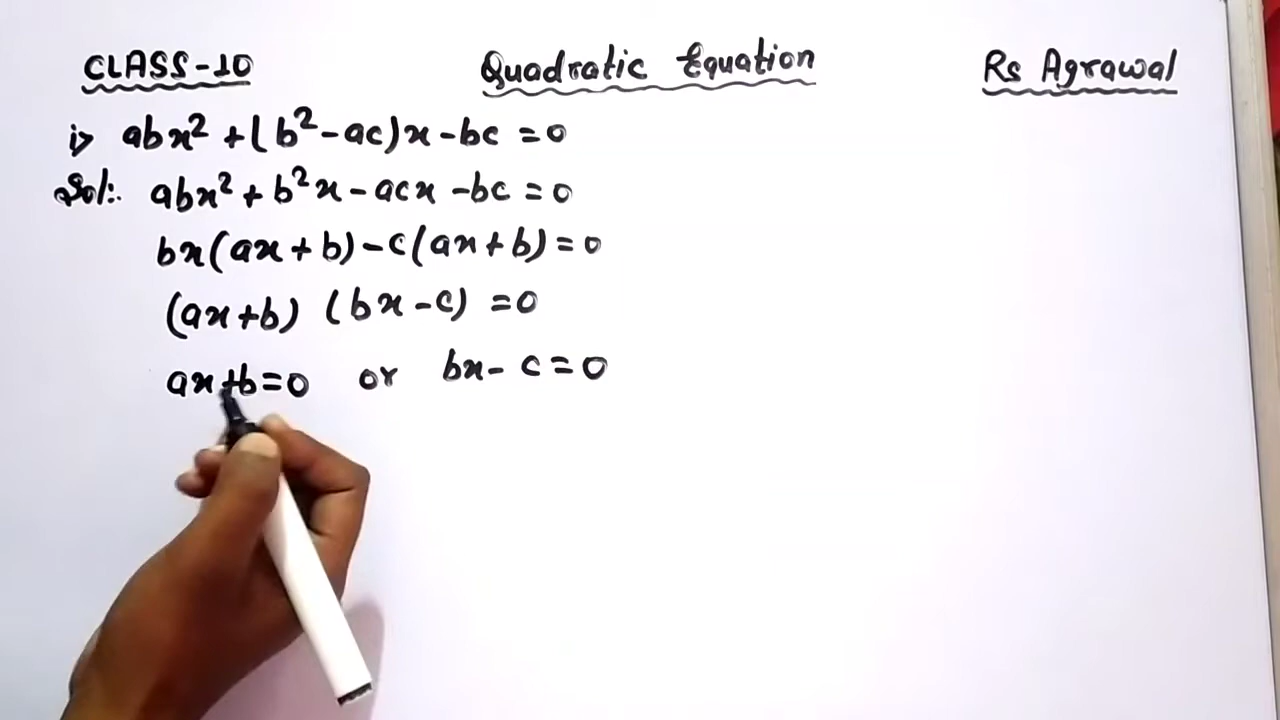 CLASS-10 Quadratic Equation Rs Agrawal
i> abx² + (b² - ac)x - bc = 0
Sol:. abx² + b²x - acx - bc = 0
bx(ax + b) - c(ax + b) = 0
(ax + b) (bx - c) = 0
ax + b = 0 or bx - c = 0